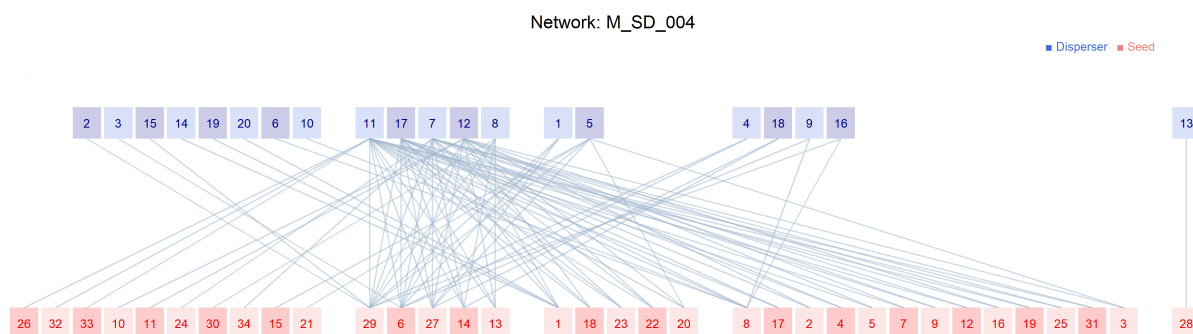 Network: M_SD_004
Disperser Seed
2 3 15 14 19 20 6 10 11 17 7 12 8 1 5 4 18 9 16 13
26 32 33 10 11 24 30 34 15 21 29 6 27 14 13 1 18 23 22 20 8 17 2 4 5 7 9 12 16 19 25 31 3 28